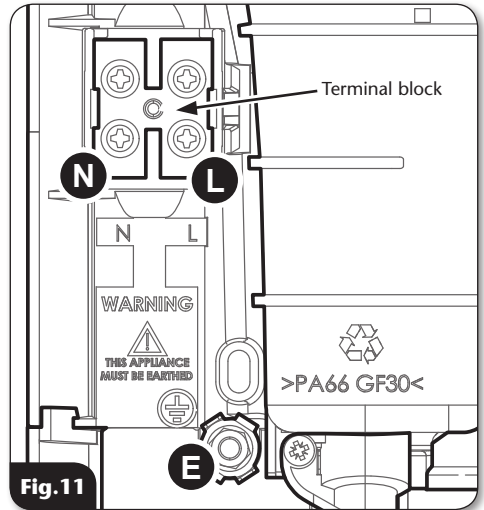 Terminal block
N L
N L
WARNING
THIS APPLIANCE
MUST BE EARTHED
>PA66 GF30<
E
Fig.11